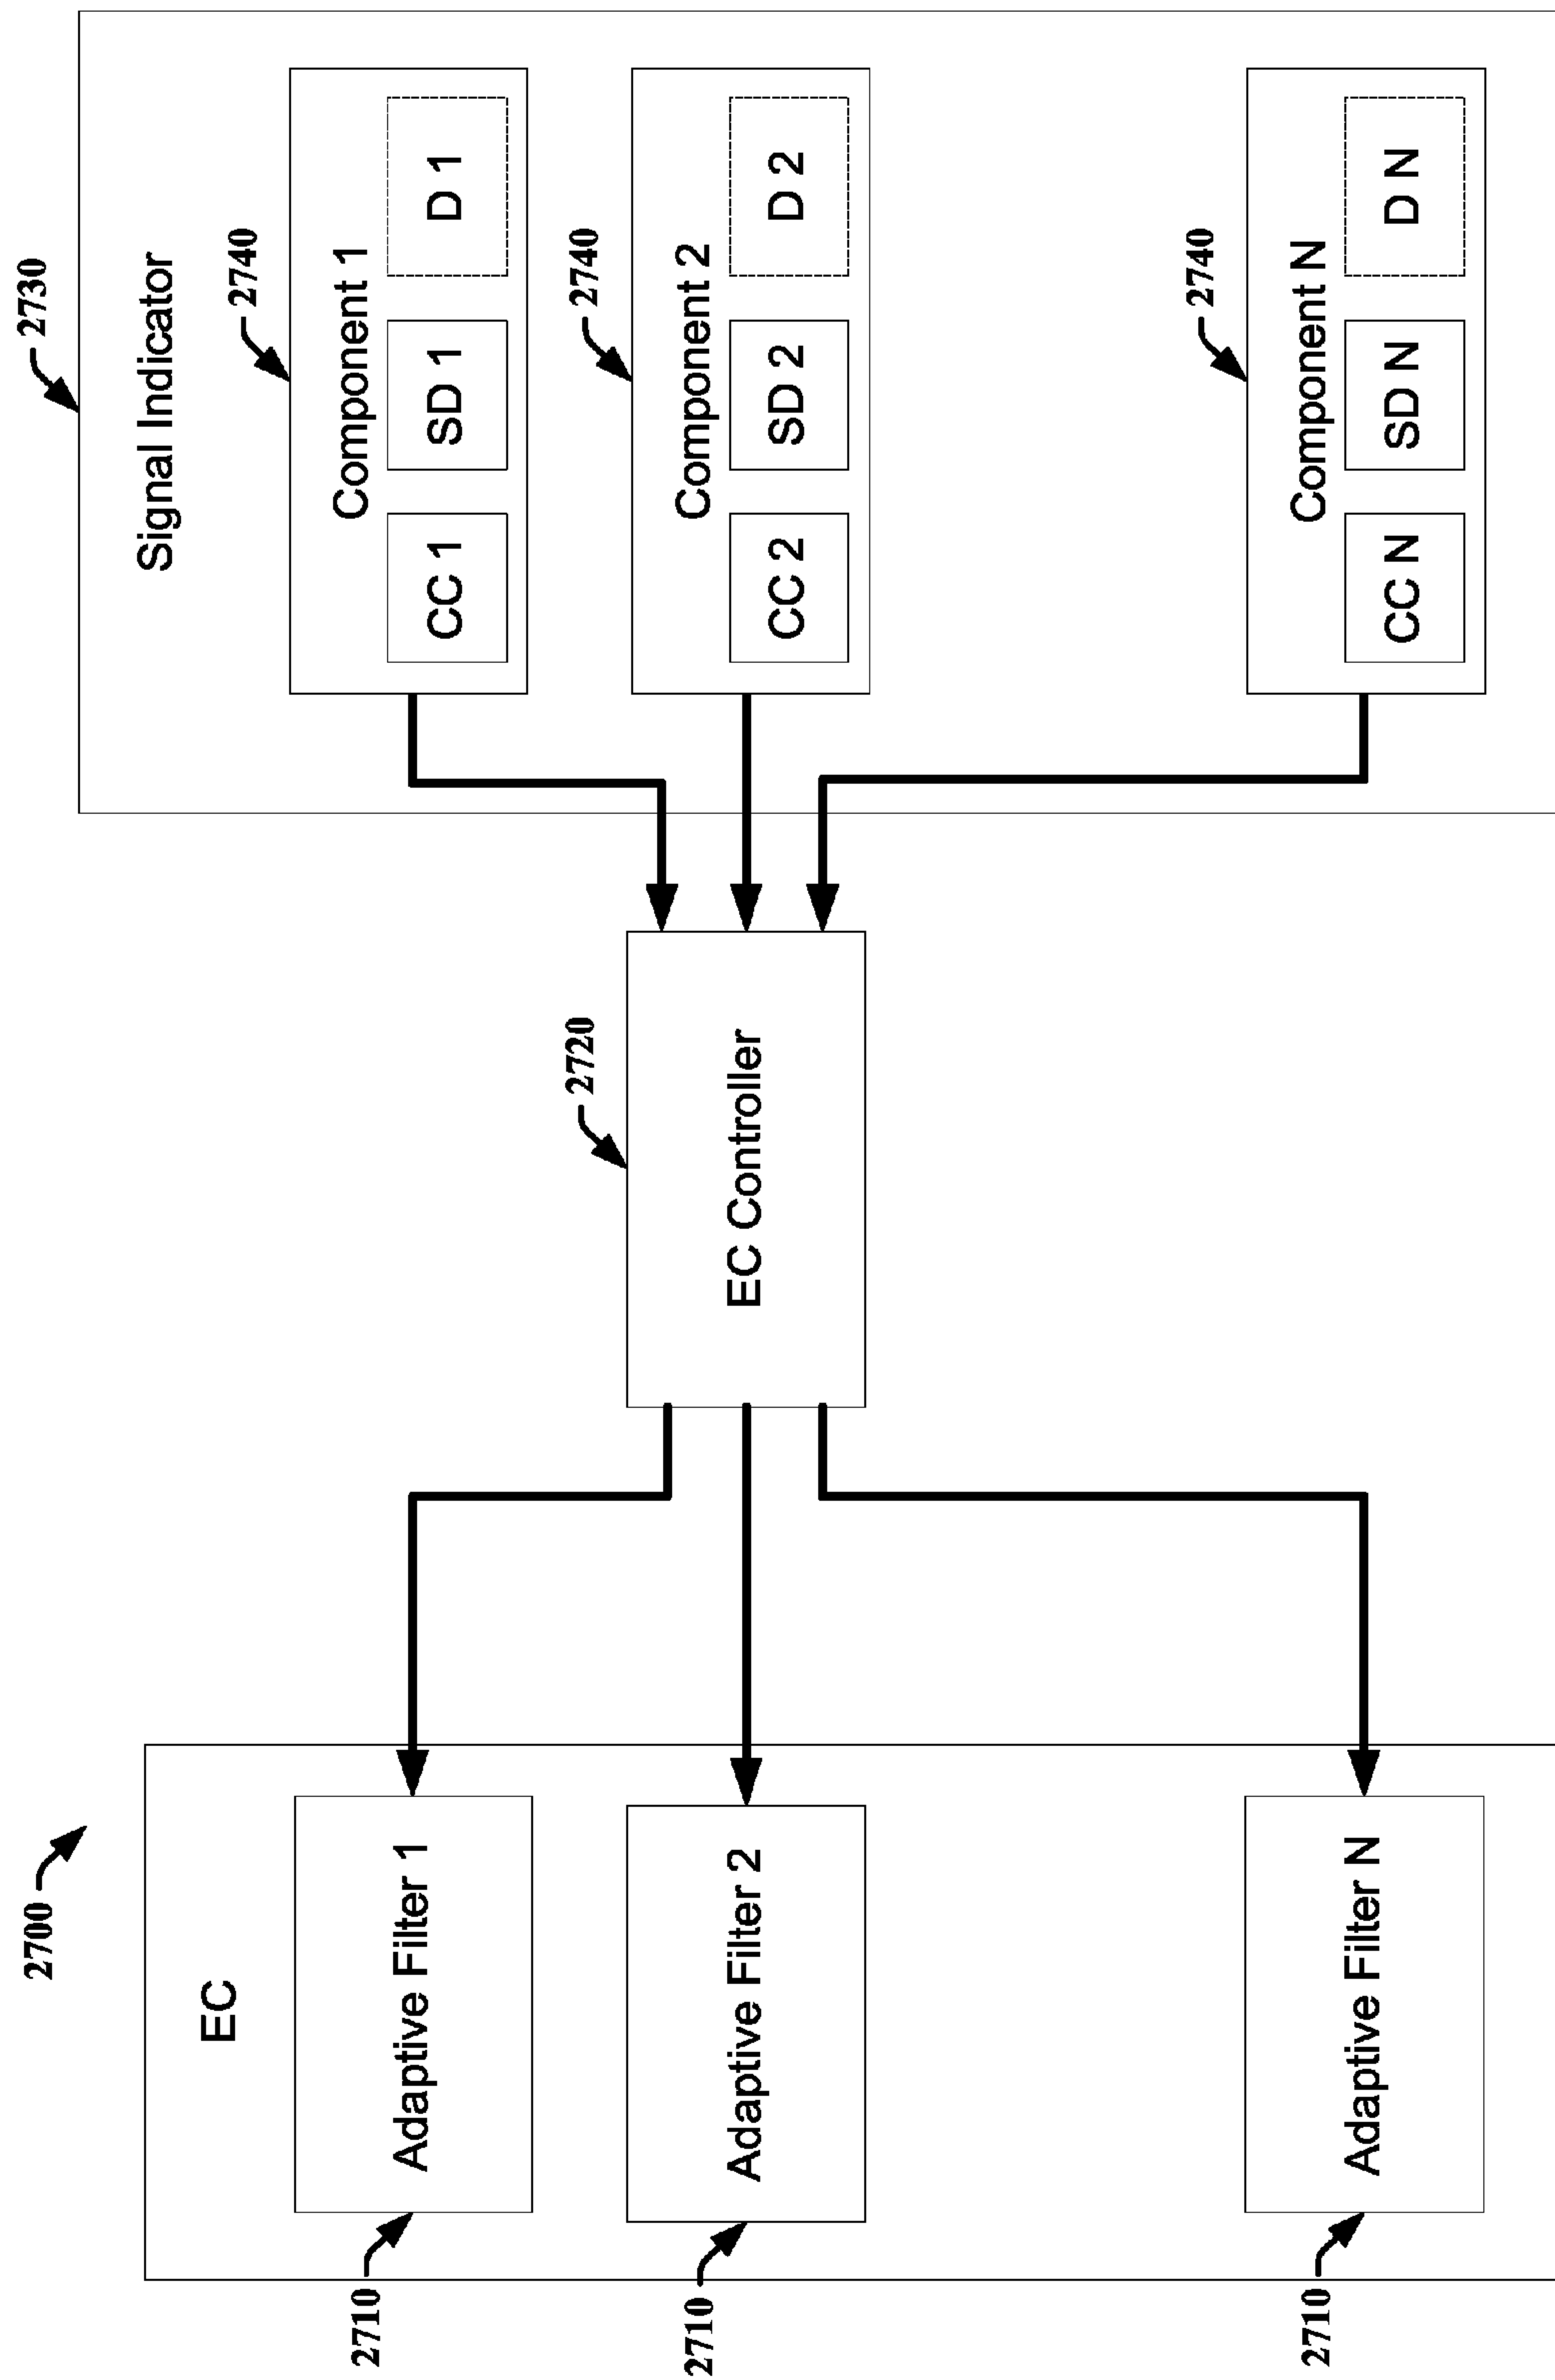 2700
EC
2710
Adaptive Filter 1
2710
Adaptive Filter 2
2710
Adaptive Filter N
2720
EC Controller
2730
Signal Indicator
2740
Component 1
CC 1
SD 1
D 1
2740
Component 2
CC 2
SD 2
D 2
2740
Component N
CC N
SD N
D N